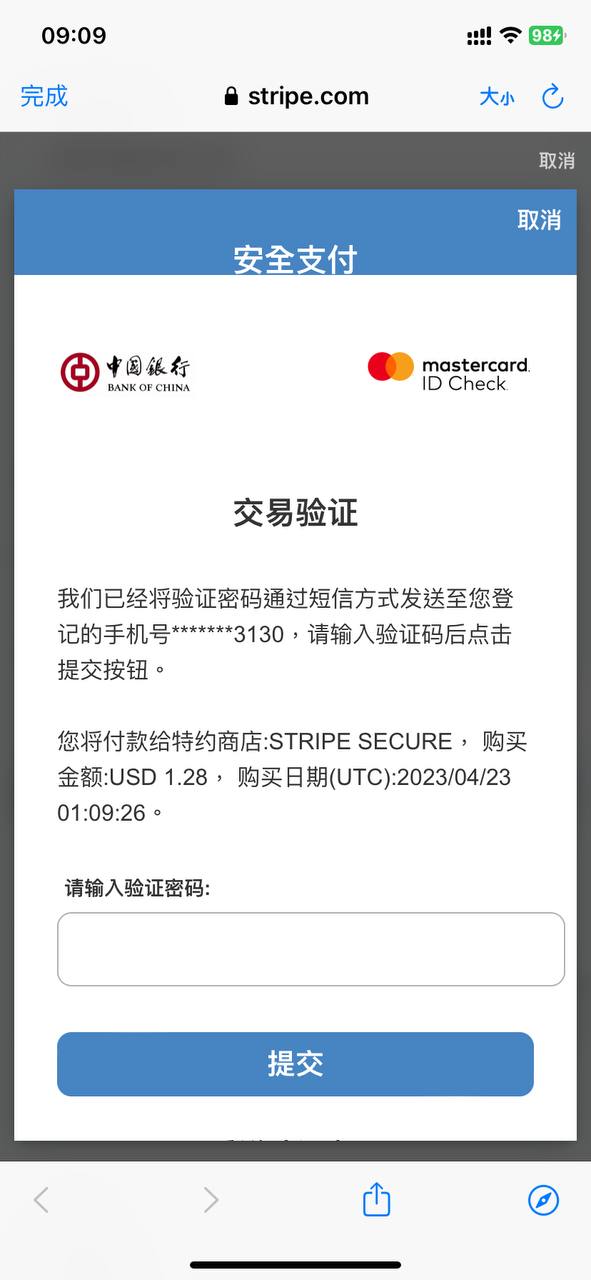 09:09
98
完成
stripe.com
大小
取消
取消
安全支付
中國銀行
BANK OF CHINA
mastercard.
ID Check.
交易验证
我们已经将验证密码通过短信方式发送至您登
记的手机号*******3130，请输入验证码后点击
提交按钮。
您将付款给特约商店:STRIPE SECURE， 购买
金额:USD 1.28， 购买日期(UTC):2023/04/23
01:09:26。
请输入验证密码:
提交